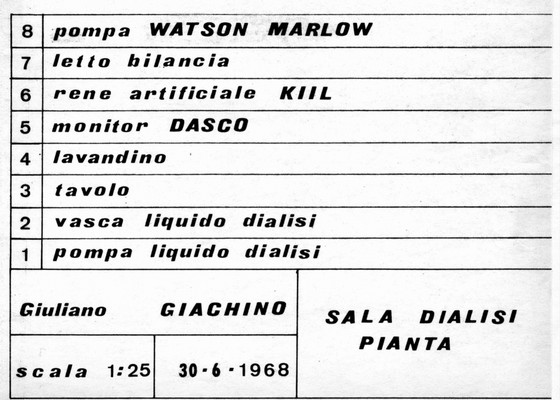 8 pompa WATSON MARLOW
7 letto bilancia
6 rene artificiale KIIL
5 monitor DASCO
4 lavandino
3 tavolo
2 vasca liquido dialisi
1 pompa liquido dialisi
Giuliano GIACHINO
scala 1:25 30-6-1968
SALA DIALISI
PIANTA